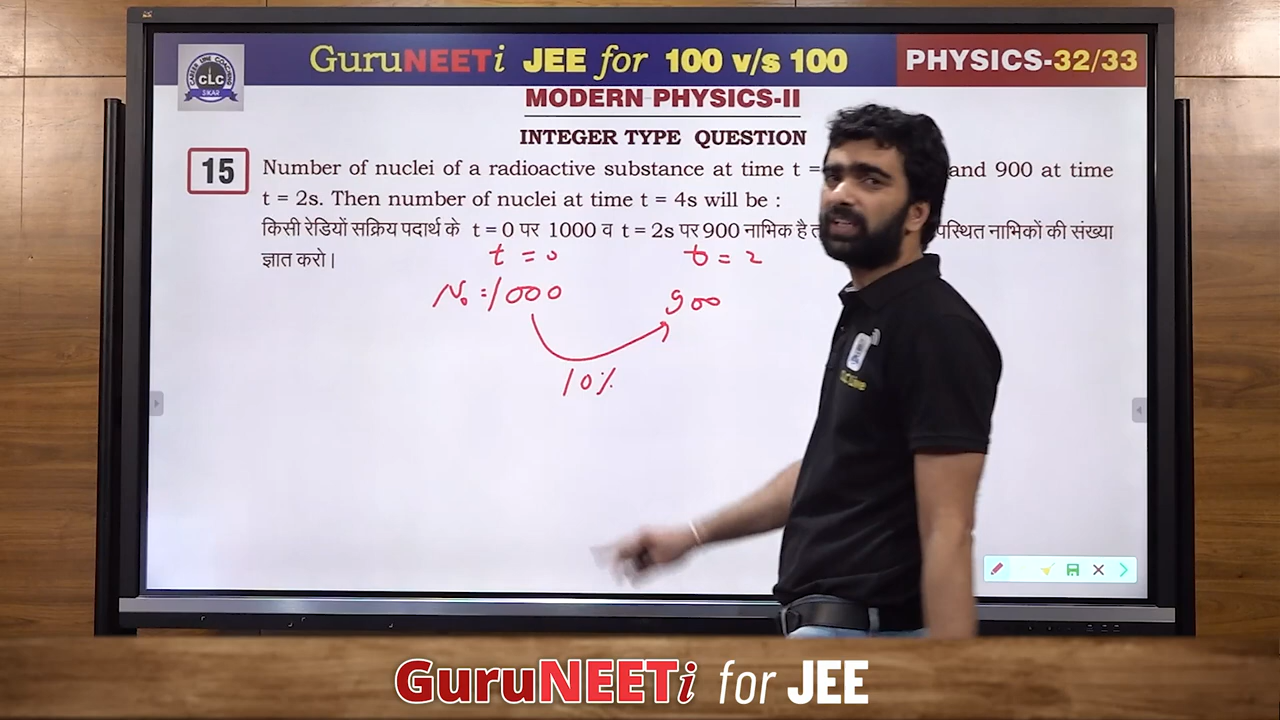 GuruNEETi JEE for 100 v/s 100
PHYSICS-32/33
CLC
SIKAR
MODERN PHYSICS-II
INTEGER TYPE QUESTION
15
Number of nuclei of a radioactive substance at time t = and 900 at time
t = 2s. Then number of nuclei at time t = 4s will be :
किसी रेडियों सक्रिय पदार्थ के t = 0 पर 1000 व t = 2s पर 900 नाभिक है नाभिकों की संख्या
ज्ञात करो।
t = 0 t = 2
N₀ = 1000 900
10%
GuruNEETi for JEE